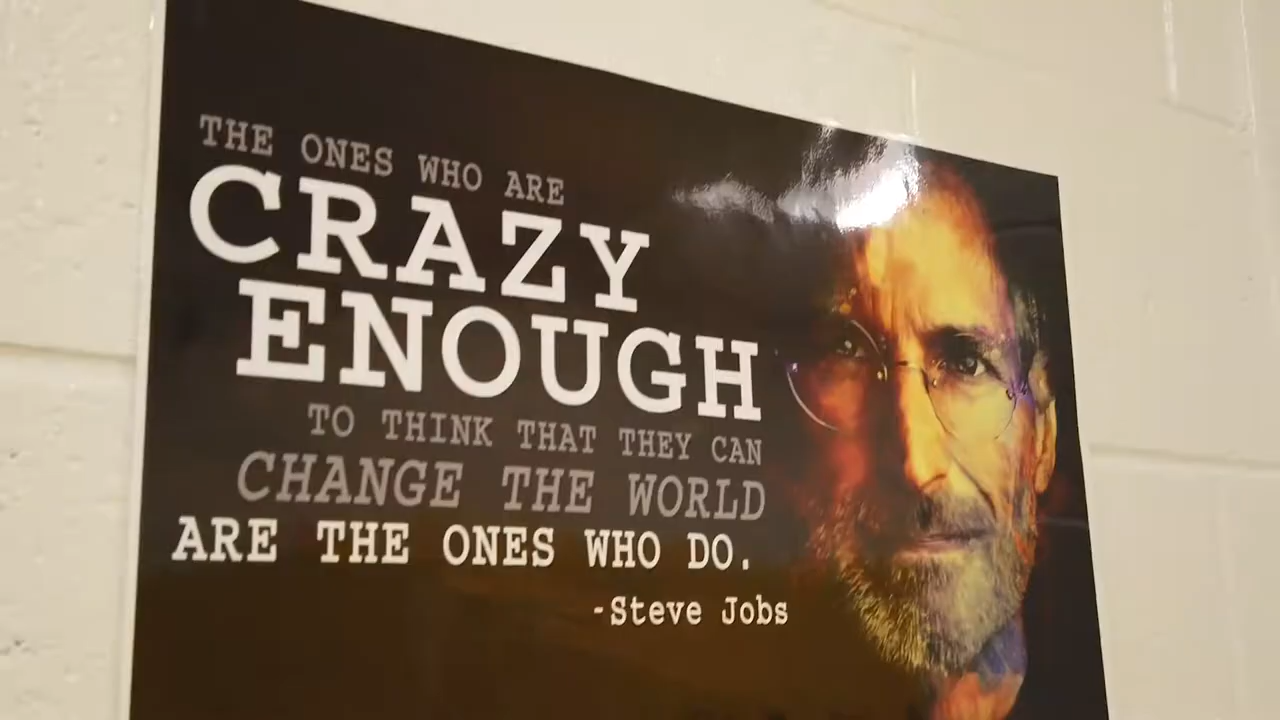 THE ONES WHO ARE
CRAZY
ENOUGH
TO THINK THAT THEY CAN
CHANGE THE WORLD
ARE THE ONES WHO DO.
-Steve Jobs